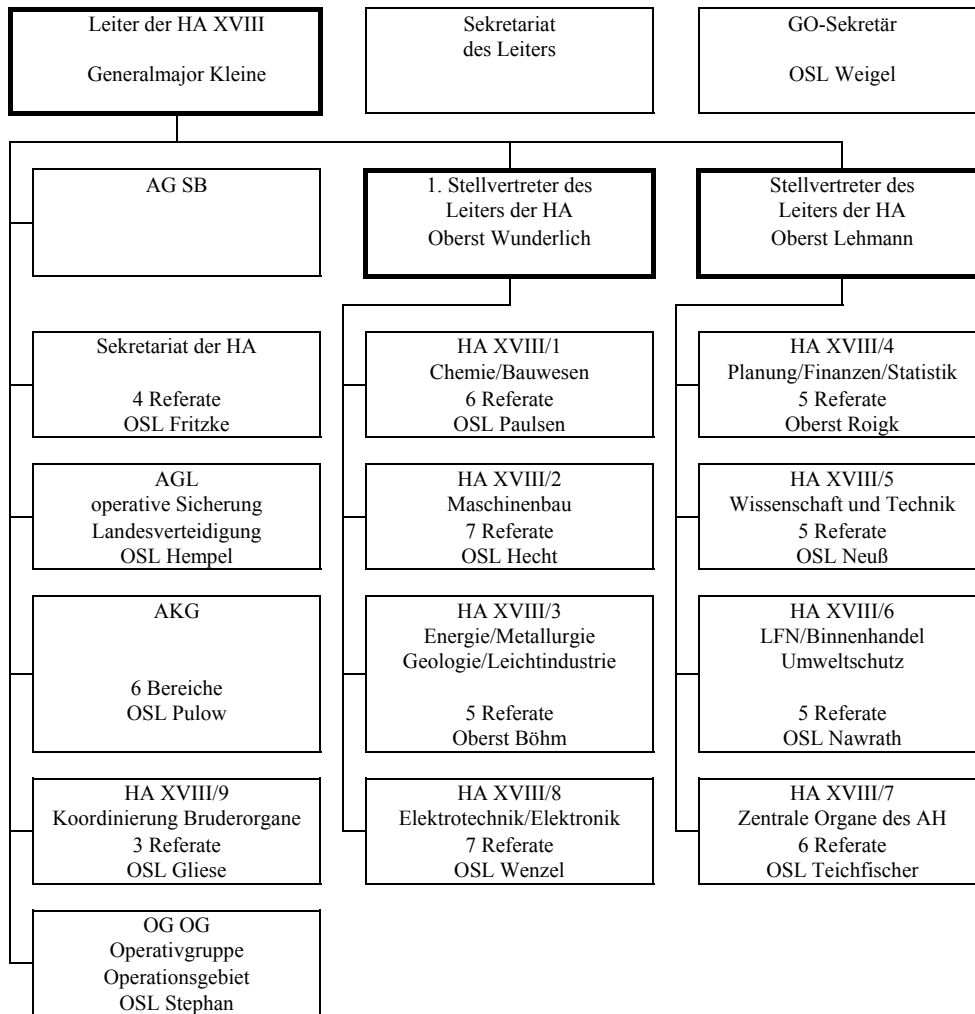 Leiter der HA XVIII
Generalmajor Kleine
Sekretariat
des Leiters
GO-Sekretär
OSL Weigel
AG SB
1. Stellvertreter des
Leiters der HA
Oberst Wunderlich
Stellvertreter des
Leiters der HA
Oberst Lehmann
Sekretariat der HA
4 Referate
OSL Fritzke
HA XVIII/1
Chemie/Bauwesen
6 Referate
OSL Paulsen
HA XVIII/4
Planung/Finanzen/Statistik
5 Referate
Oberst Roigk
AGL
operative Sicherung
Landesverteidigung
OSL Hempel
HA XVIII/2
Maschinenbau
7 Referate
OSL Hecht
HA XVIII/5
Wissenschaft und Technik
5 Referate
OSL Neuß
AKG
6 Bereiche
OSL Pulow
HA XVIII/3
Energie/Metallurgie
Geologie/Leichtindustrie
5 Referate
Oberst Böhm
HA XVIII/6
LFN/Binnenhandel
Umweltschutz
5 Referate
OSL Nawrath
HA XVIII/9
Koordinierung Bruderorgane
3 Referate
OSL Gliese
HA XVIII/8
Elektrotechnik/Elektronik
7 Referate
OSL Wenzel
HA XVIII/7
Zentrale Organe des AH
6 Referate
OSL Teichfischer
OG OG
Operativgruppe
Operationsgebiet
OSL Stephan